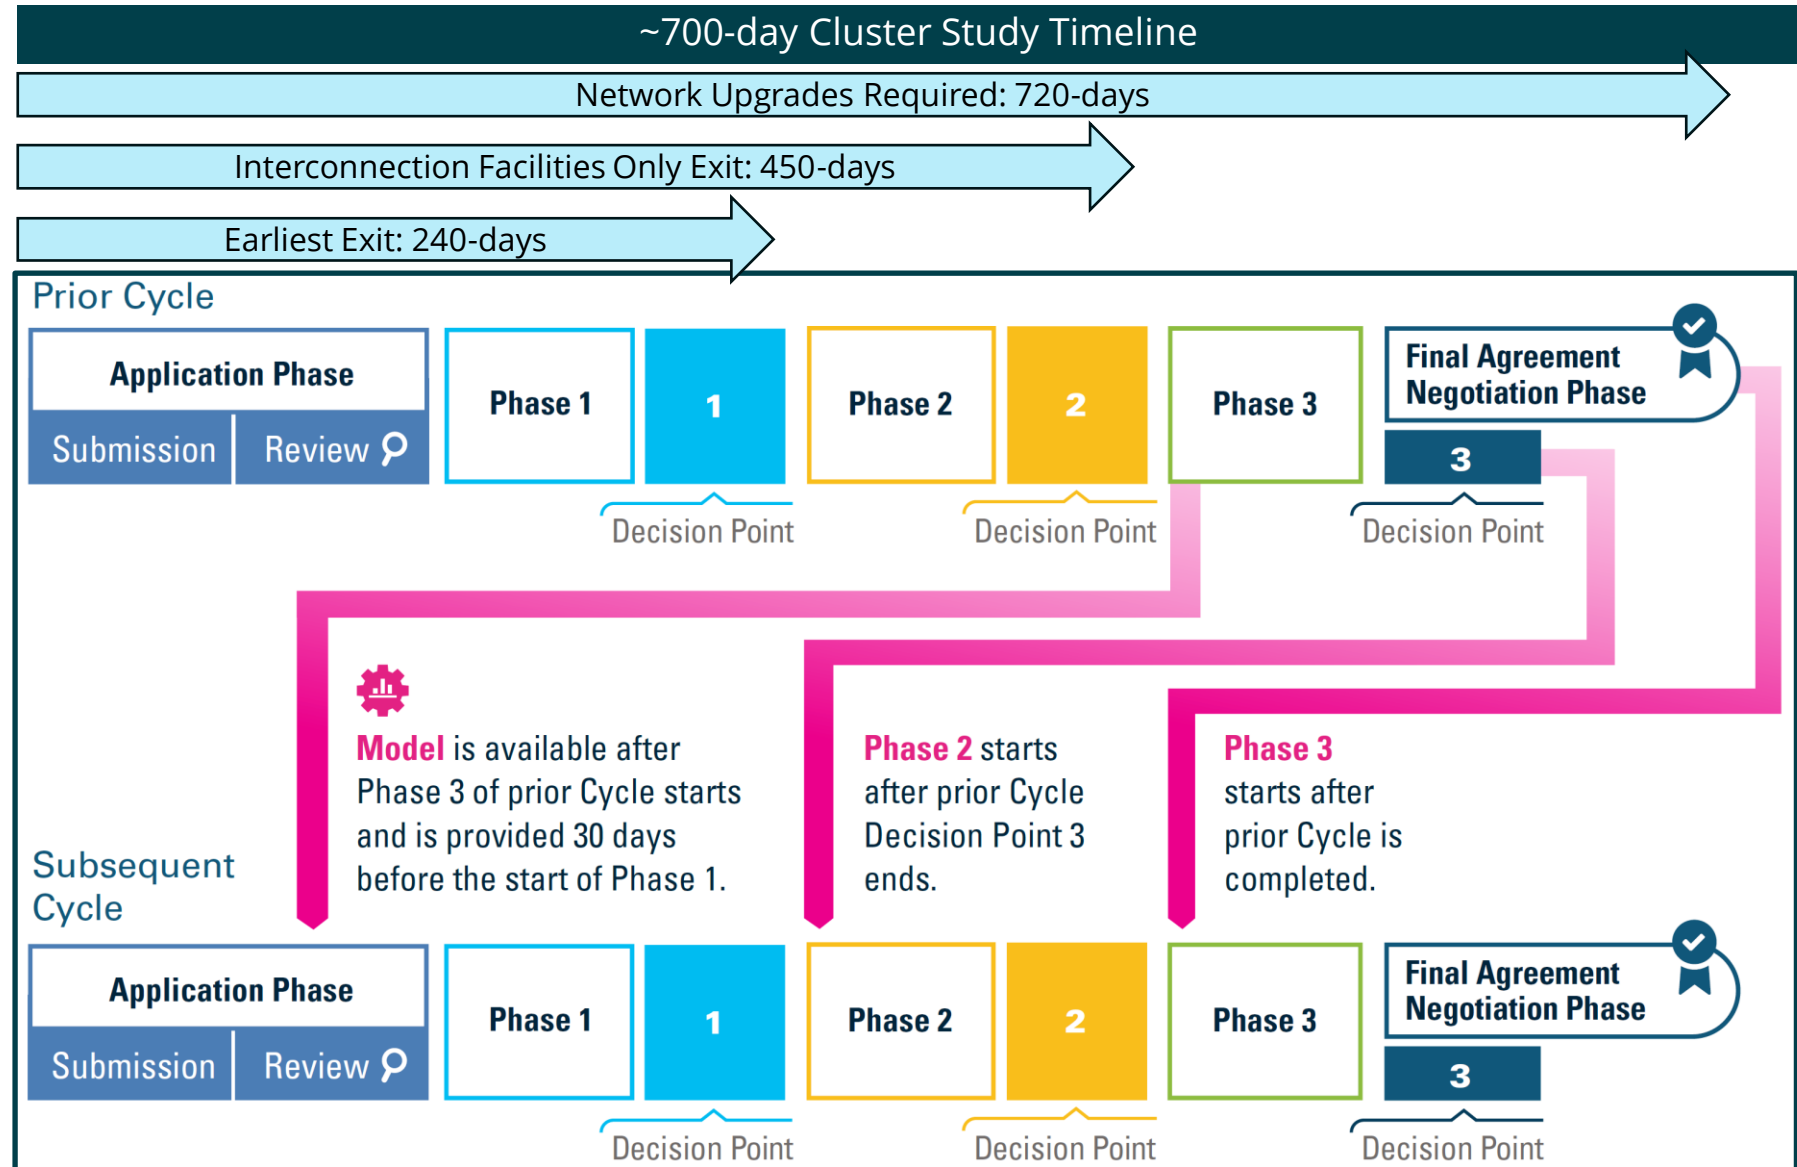 ~700-day Cluster Study Timeline
Network Upgrades Required: 720-days
Interconnection Facilities Only Exit: 450-days
Earliest Exit: 240-days
Prior Cycle
Application Phase
Submission
Review
Phase 1
1
Decision Point
Phase 2
2
Decision Point
Phase 3
Final Agreement
Negotiation Phase
3
Decision Point
Model is available after
Phase 3 of prior Cycle starts
and is provided 30 days
before the start of Phase 1.
Phase 2 starts
after prior Cycle
Decision Point 3
ends.
Phase 3
starts after
prior Cycle is
completed.
Subsequent
Cycle
Application Phase
Submission
Review
Phase 1
1
Decision Point
Phase 2
2
Decision Point
Phase 3
Final Agreement
Negotiation Phase
3
Decision Point